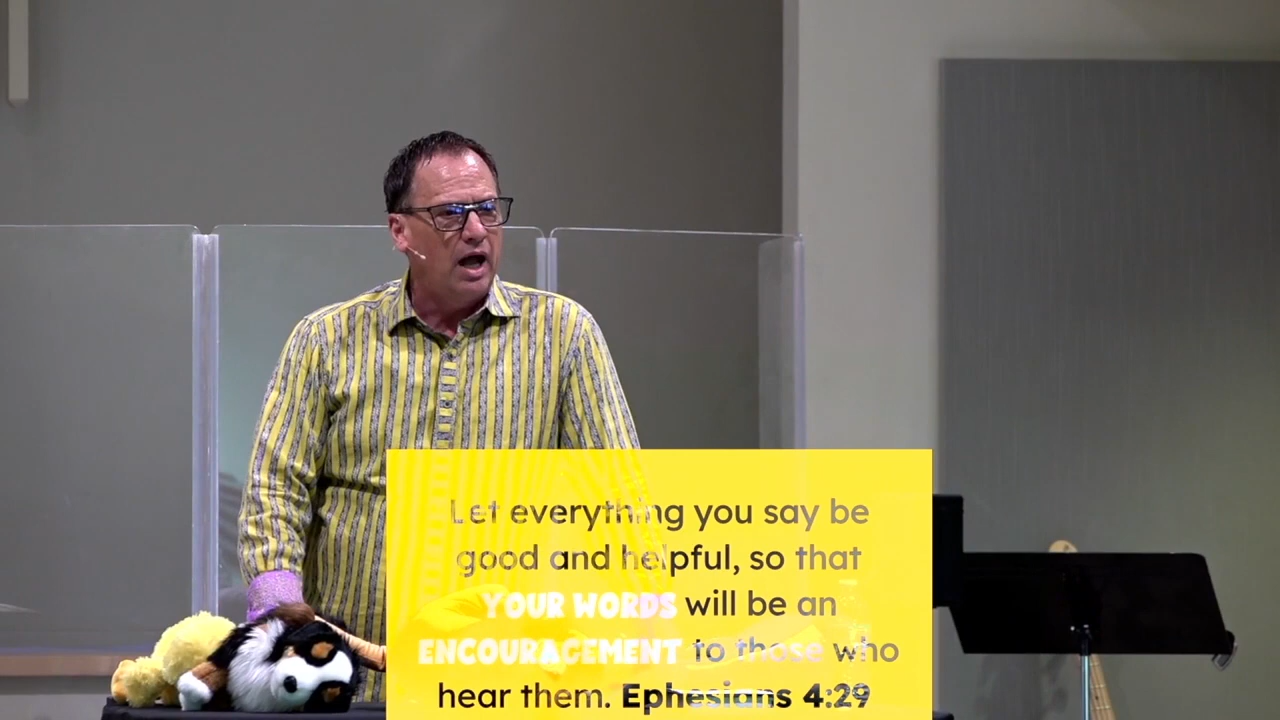 Let everything you say be
good and helpful, so that
YOUR WORDS will be an
ENCOURAGEMENT to those who
hear them. Ephesians 4:29